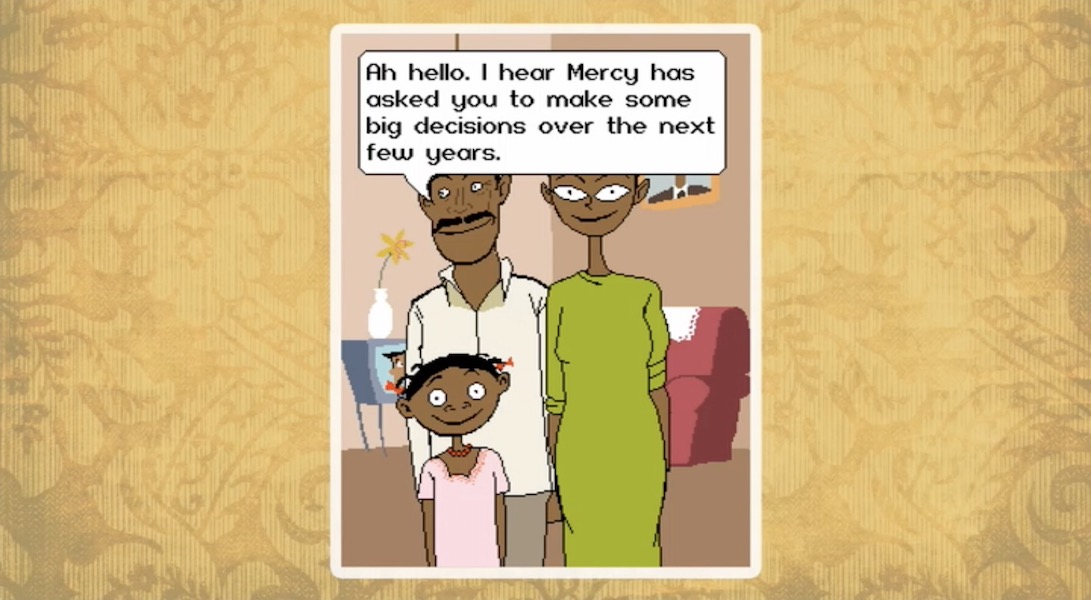 Ah hello. I hear Mercy has
asked you to make some
big decisions over the next
few years.